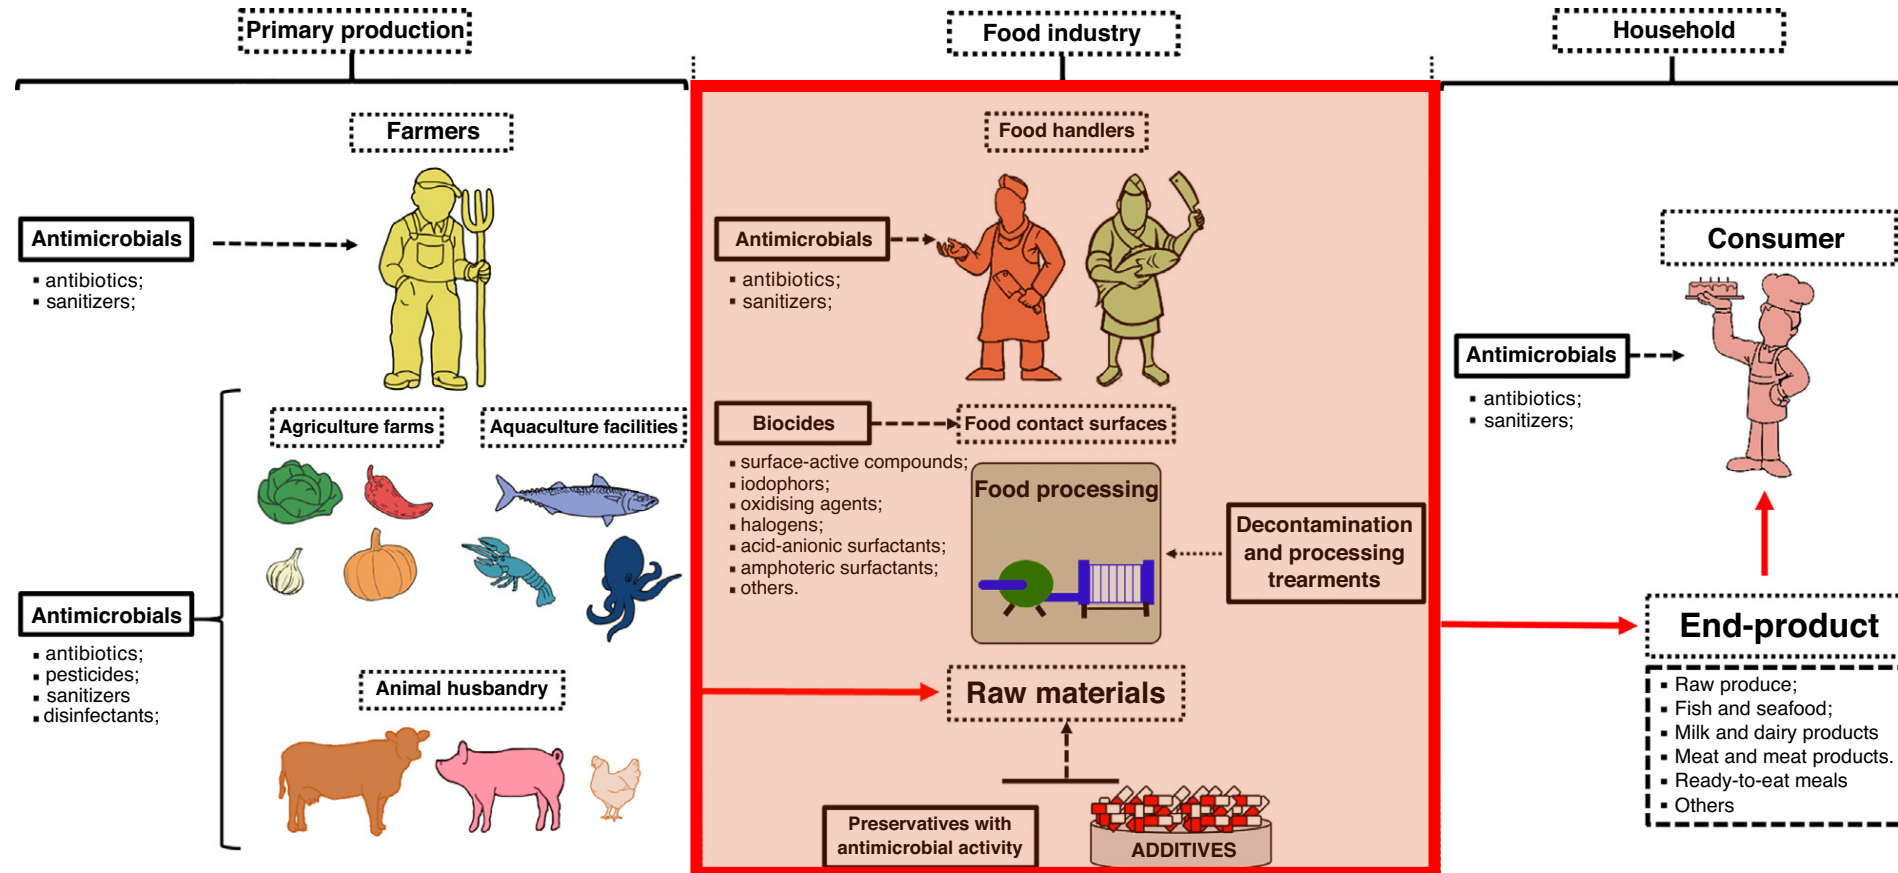 Primary production
Food industry
Household
Farmers
Antimicrobials
▪ antibiotics;
▪ sanitizers;
Agriculture farms
Aquaculture facilities
Antimicrobials
▪ antibiotics;
▪ pesticides;
▪ sanitizers
▪ disinfectants;
Animal husbandry
Food handlers
Antimicrobials
▪ antibiotics;
▪ sanitizers;
Biocides
Food contact surfaces
▪ surface-active compounds;
▪ iodophors;
▪ oxidising agents;
▪ halogens;
▪ acid-anionic surfactants;
▪ amphoteric surfactants;
▪ others.
Food processing
Decontamination
and processing
trearments
Raw materials
Preservatives with
antimicrobial activity
ADDITIVES
Consumer
Antimicrobials
▪ antibiotics;
▪ sanitizers;
End-product
▪ Raw produce;
▪ Fish and seafood;
▪ Milk and dairy products
▪ Meat and meat products.
▪ Ready-to-eat meals
▪ Others